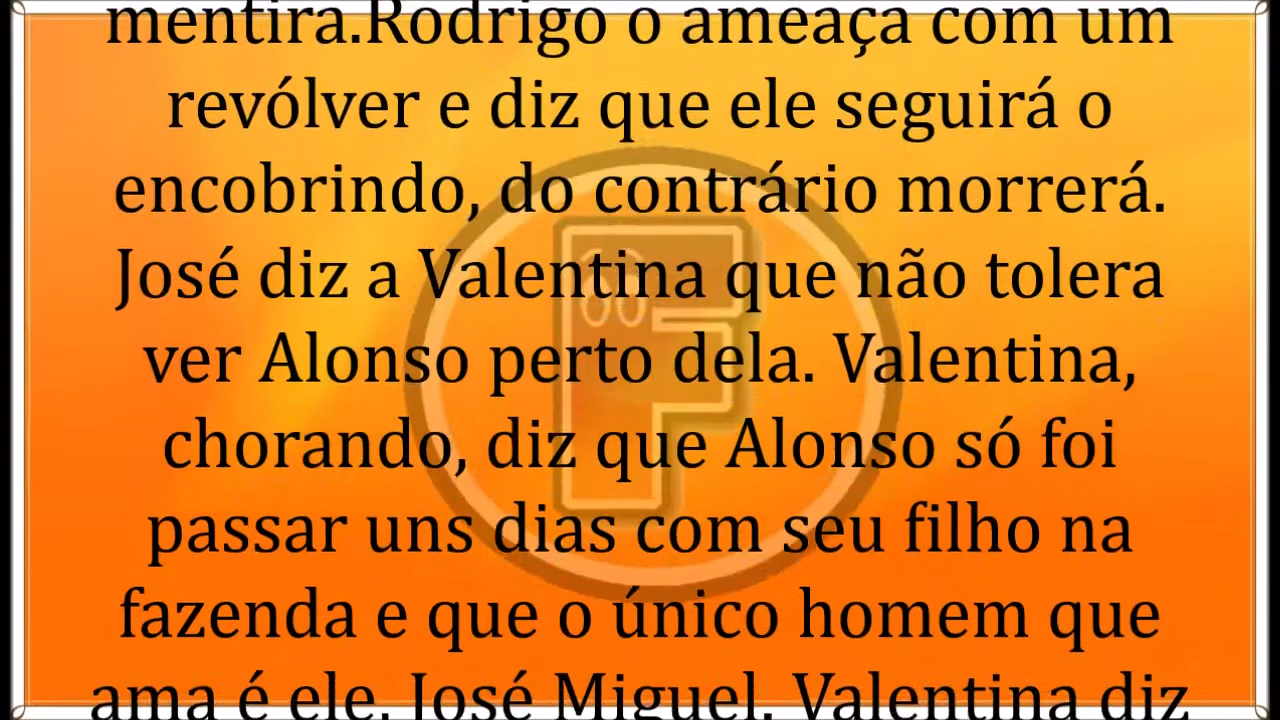 mentira.Rodrigo o ameaça com um
revólver e diz que ele seguirá o
encobrindo, do contrário morrerá.
José diz a Valentina que não tolera
ver Alonso perto dela. Valentina,
chorando, diz que Alonso só foi
passar uns dias com seu filho na
fazenda e que o único homem que
ama é ele, José Miguel. Valentina diz